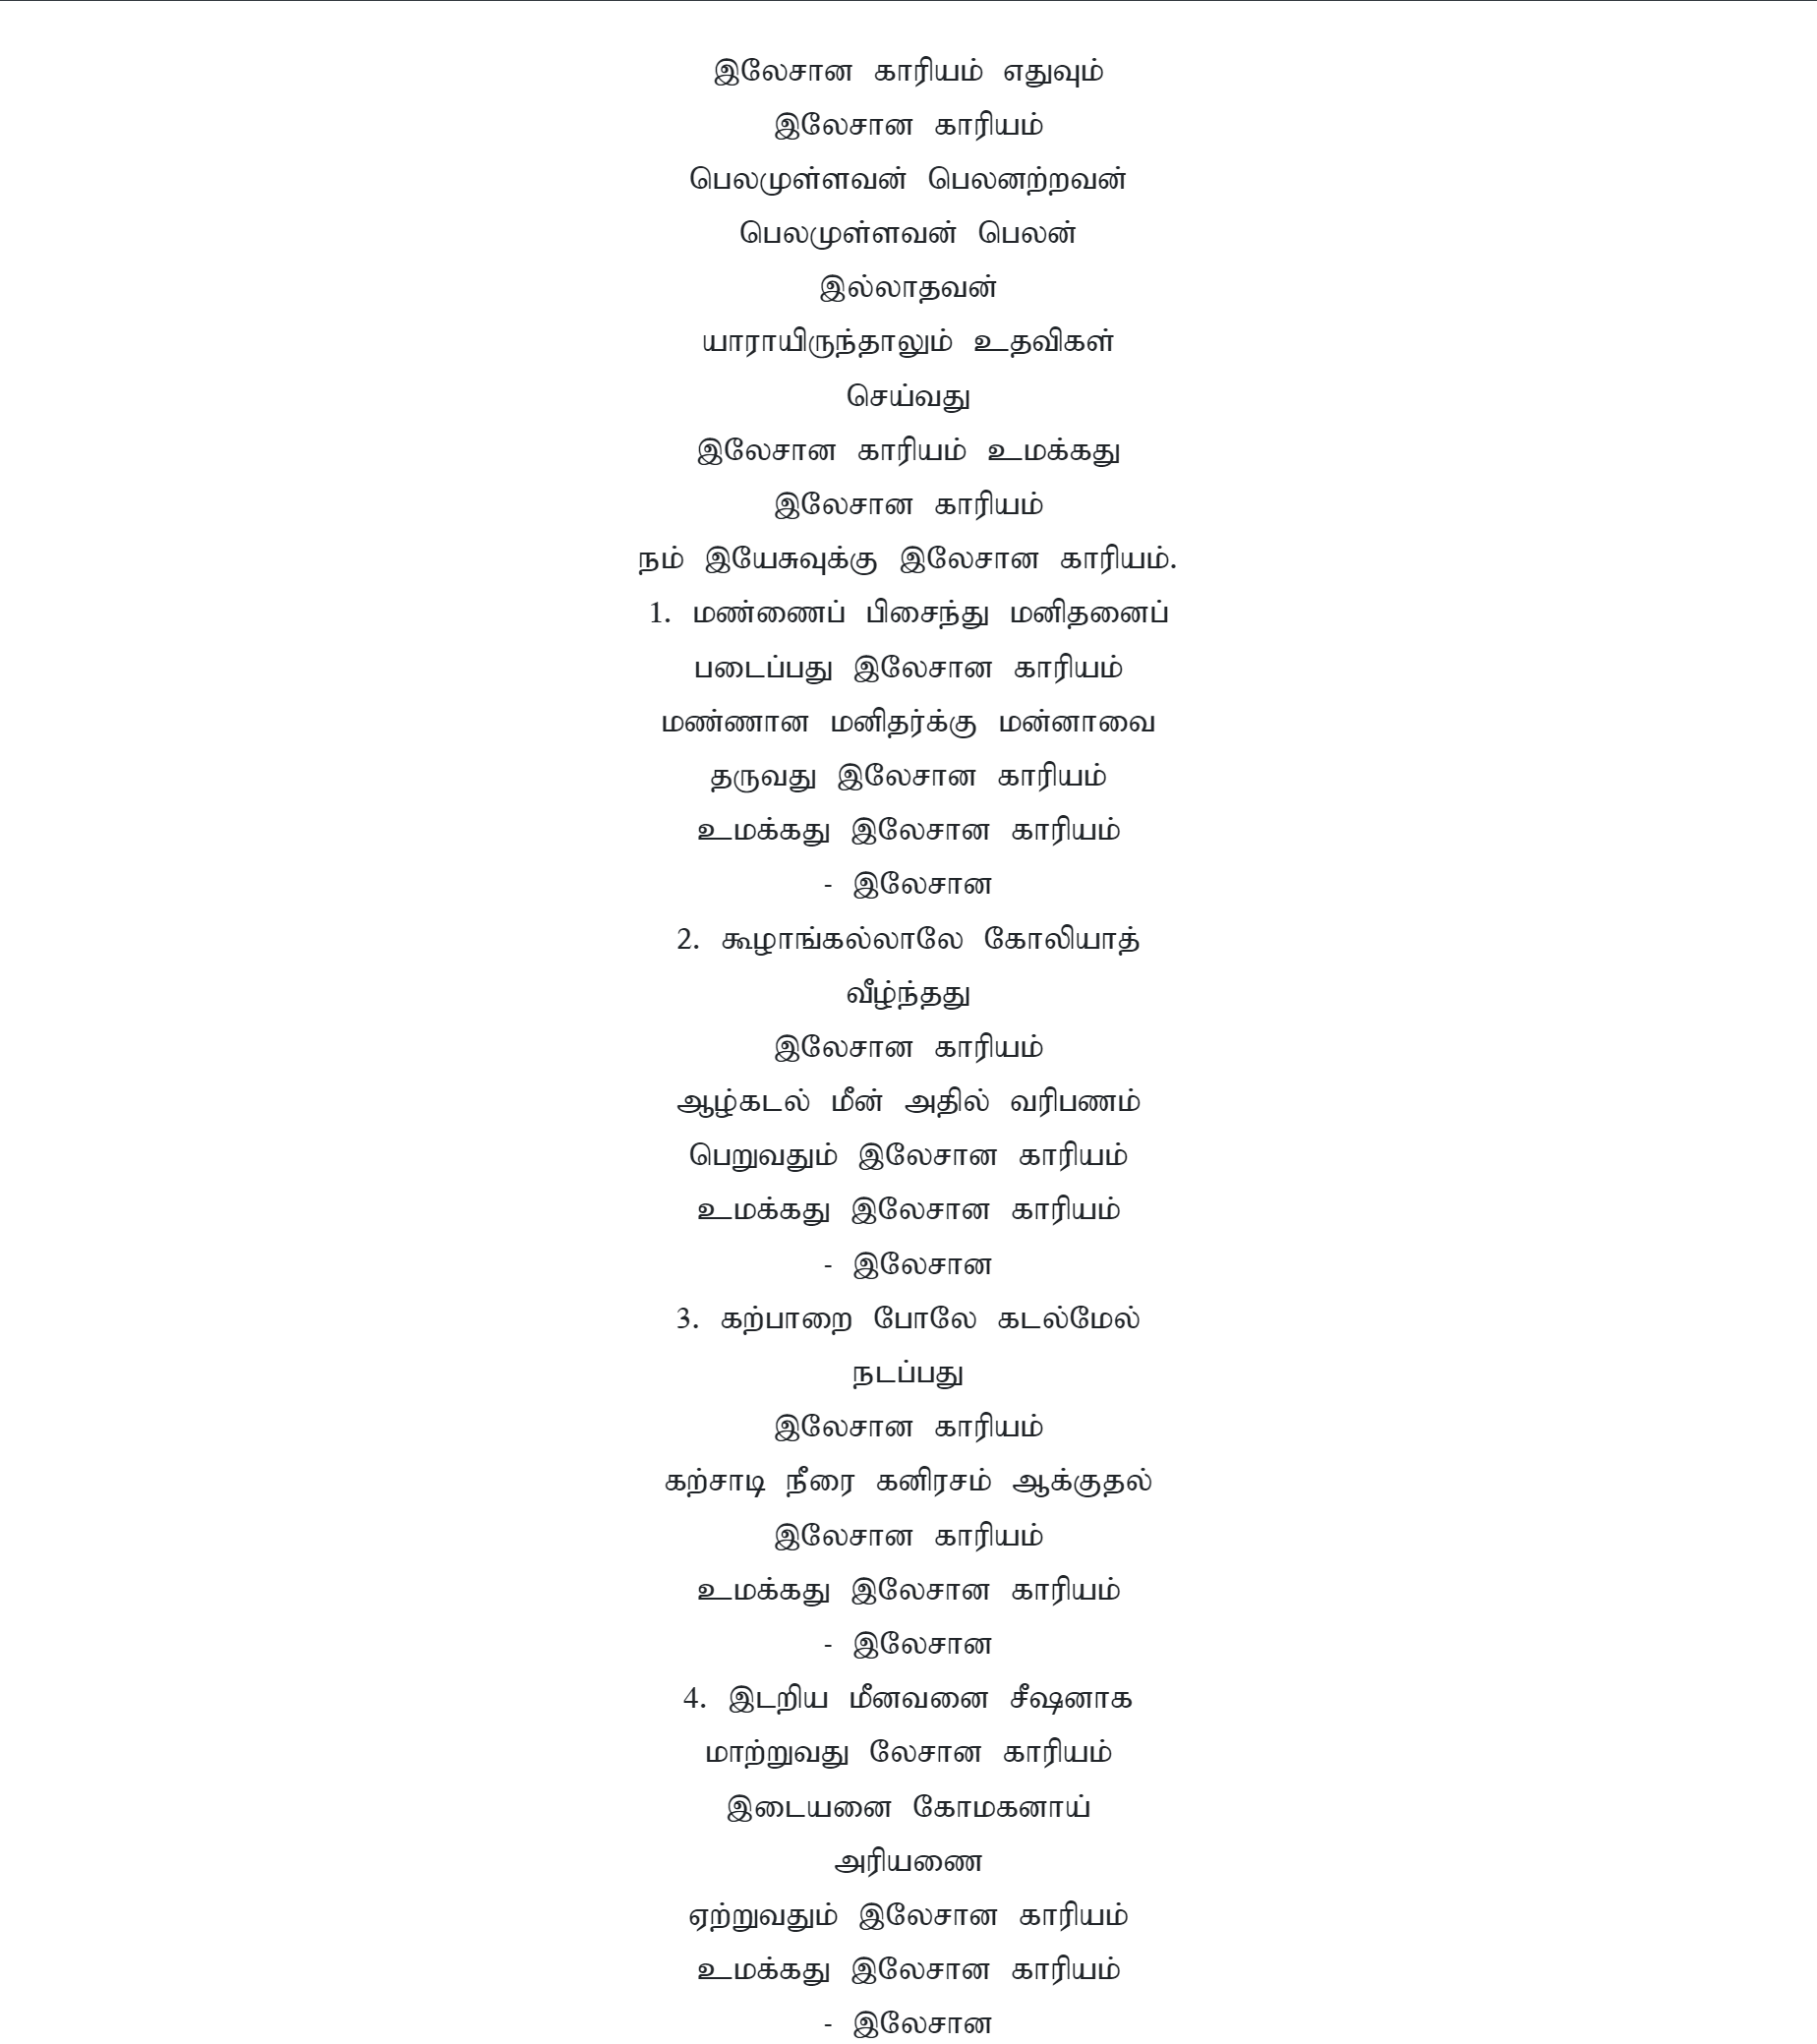 இலேசான காரியம் எதுவும்
இலேசான காரியம்
பெலமுள்ளவன் பெலனற்றவன்
பெலமுள்ளவன் பெலன்
இல்லாதவன்
யாராயிருந்தாலும் உதவிகள்
செய்வது
இலேசான காரியம் உமக்கது
இலேசான காரியம்
நம் இயேசுவுக்கு இலேசான காரியம்.
1. மண்ணைப் பிசைந்து மனிதனைப்
படைப்பது இலேசான காரியம்
மண்ணான மனிதர்க்கு மன்னாவை
தருவது இலேசான காரியம்
உமக்கது இலேசான காரியம்
- இலேசான
2. கூழாங்கல்லாலே கோலியாத்
வீழ்ந்தது
இலேசான காரியம்
ஆழ்கடல் மீன் அதில் வரிபணம்
பெறுவதும் இலேசான காரியம்
உமக்கது இலேசான காரியம்
- இலேசான
3. கற்பாறை போலே கடல்மேல்
நடப்பது
இலேசான காரியம்
கற்சாடி நீரை கனிரசம் ஆக்குதல்
இலேசான காரியம்
உமக்கது இலேசான காரியம்
- இலேசான
4. இடறிய மீனவனை சீஷனாக
மாற்றுவது லேசான காரியம்
இடையனை கோமகனாய்
அரியணை
ஏற்றுவதும் இலேசான காரியம்
உமக்கது இலேசான காரியம்
- இலேசான